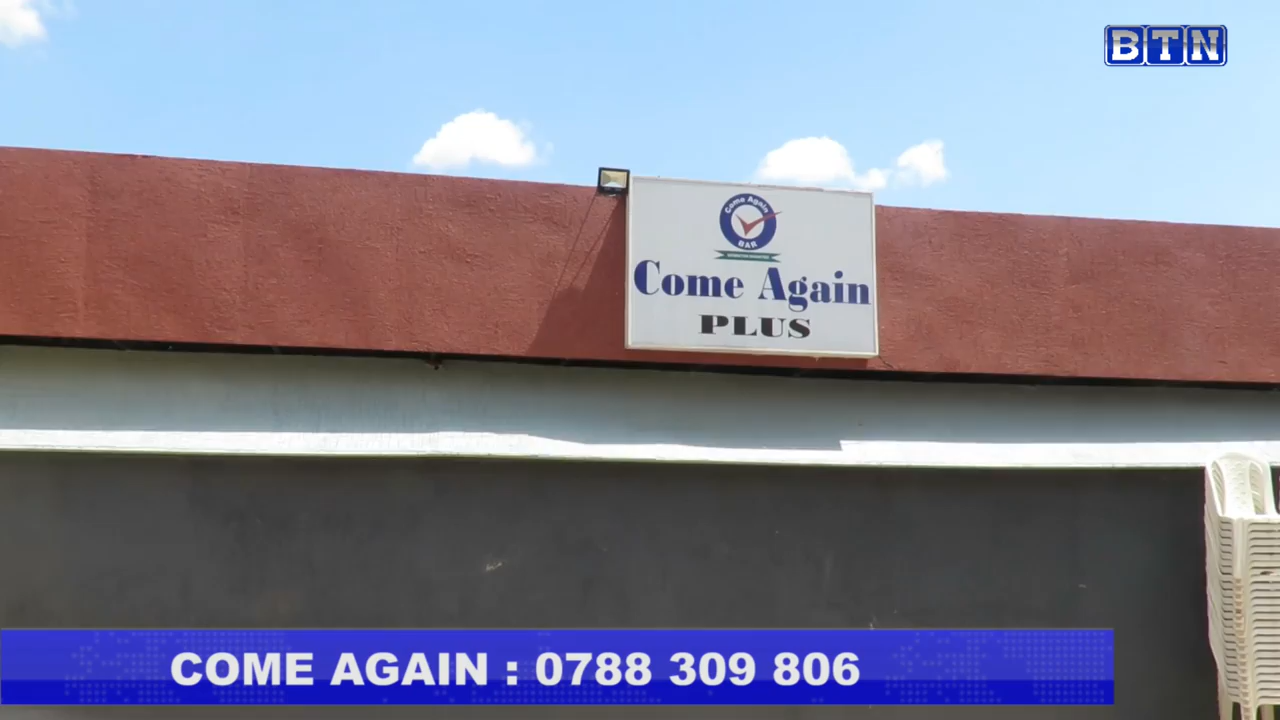 BTN
Come Again
BAR
Come Again
PLUS
COME AGAIN : 0788 309 806